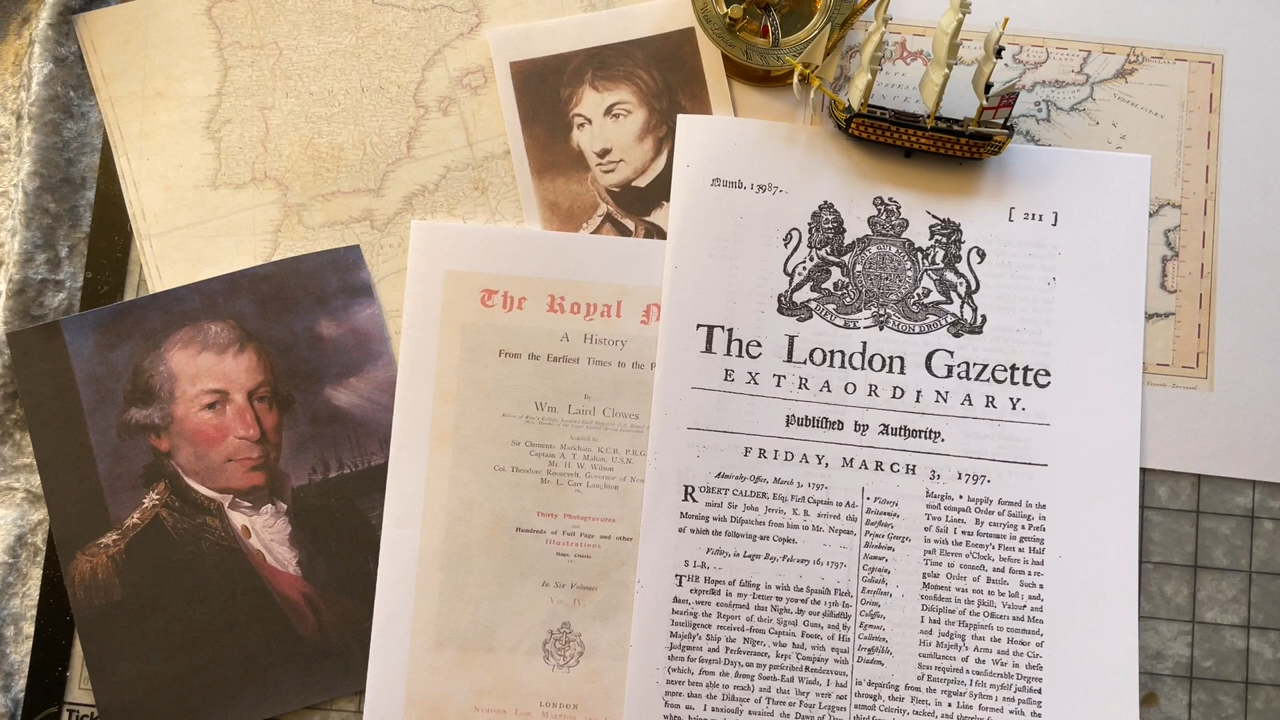 Numb. 13987.
[ 211 ]
DIEU ET MON DROIT
The London Gazette
EXTRAORDINARY.
Published by Authority.
FRIDAY, MARCH 3, 1797.
Admiralty-Office, March 3, 1797.
ROBERT CALDER, Esq; First Captain to Ad-
miral Sir John Jervis, K. B. arrived this
Morning with Dispatches from him to Mr. Nepean,
of which the following are Copies.
Victory, in Lagos Bay, February 16, 1797.
S I R,
THE Hopes of falling in with the Spanish Fleet,
expressed in my Letter to you of the 13th In-
stant, were confirmed that Night, by our distinctly
hearing the Report of their Signal Guns, and by
Intelligence received from Captain Foote, of His
Majesty's Ship the Niger, who had, with equal
Judgment and Perseverance, kept Company with
them for several Days, on my prescribed Rendezvous,
(which, from the strong South-East Winds, I had
never been able to reach) and that they were not
more than the Distance of Three or Four Leagues
from us. I anxiously awaited the Dawn of Day,
* Victory,
Britannia,
Barfleur,
Prince George,
Blenheim,
Namur,
Captain,
Goliath,
Excellent,
Orion,
Colossus,
Egmont,
Culloden,
Irresistible,
Diadem,
Margin, * happily formed in the
most compact Order of Sailing, in
Two Lines. By carrying a Press
of Sail I was fortunate in getting
in with the Enemy's Fleet at Half
past Eleven o'Clock, before it had
Time to connect, and form a re-
gular Order of Battle. Such a
Moment was not to be lost; and,
confident in the Skill, Valour and
Discipline of the Officers and Men
I had the Happiness to command,
and judging that the Honor of
His Majesty's Arms and the Cir-
cumstances of the War in these
Seas required a considerable Degree
of Enterprize, I felt myself justified
in departing from the regular System; and passing
through their Fleet, in a Line formed with the
utmost Celerity, tacked, and thereby
The Royal N
A History
From the Earliest Times to the P
By
Wm. Laird Clowes
Assisted by
Sir Clements Markham, K.C.B, P.R.G.
Captain A. T. Mahan, U.S.N.
Mr. H. W. Wilson
Col. Theodore Roosevelt, Governor of New
Mr. L. Carr Laughton
etc.
Thirty Photogravures
and
Hundreds of Full Page and other
Illustrations
Maps, Charts
etc.
In Six Volumes
Vol. IV.
LONDON
HOLLAND
NEDERLANDEN
Tick